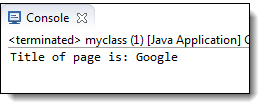 Console
<terminated> myclass (1) [Java Application]
Title of page is: Google